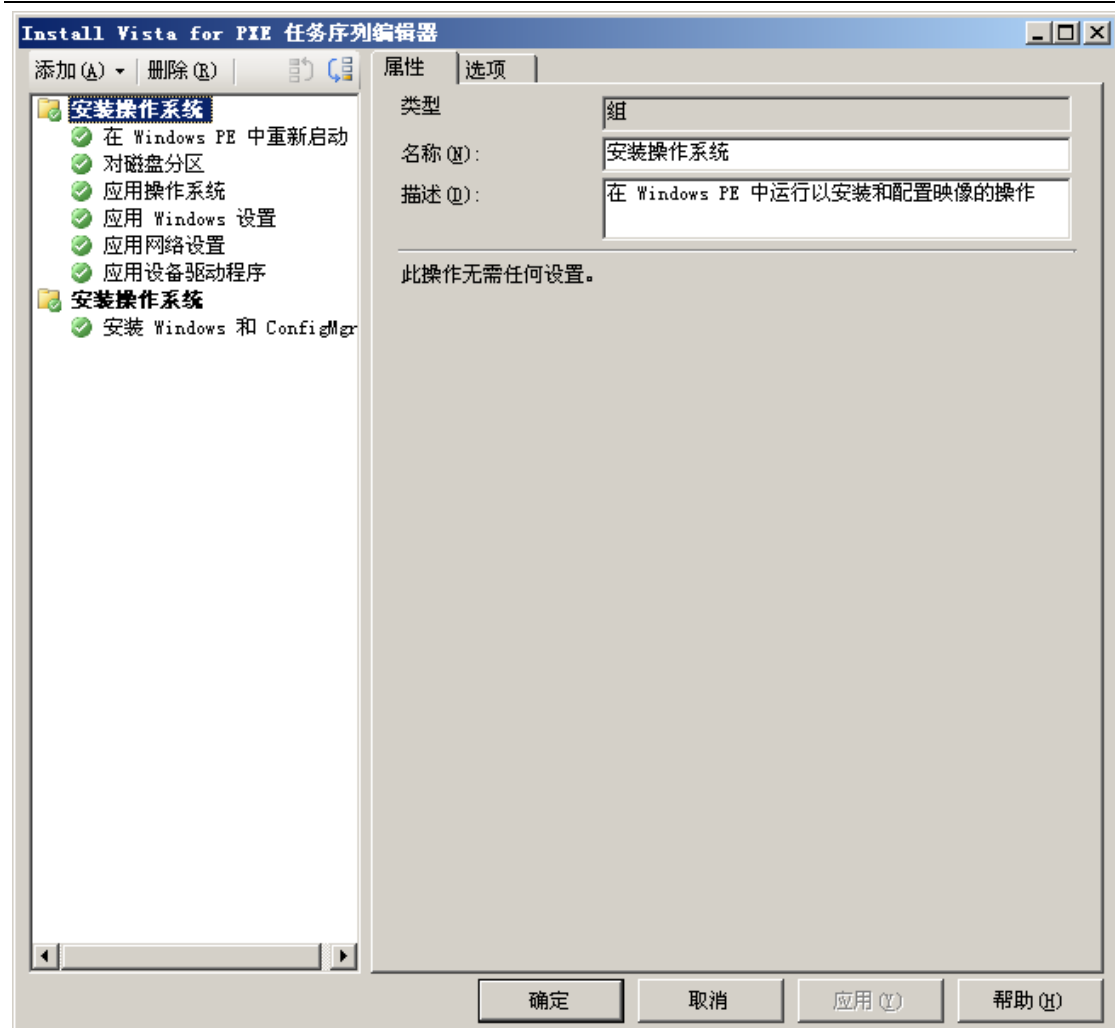 Install Vista for PXE 任务序列编辑器
添加(A) 删除(R)
属性 选项
安装操作系统
在 Windows PE 中重新启动
对磁盘分区
应用操作系统
应用 Windows 设置
应用网络设置
应用设备驱动程序
安装操作系统
安装 Windows 和 ConfigMgr
类型 组
名称(N): 安装操作系统
描述(D): 在 Windows PE 中运行以安装和配置映像的操作
此操作无需任何设置。
确定 取消 应用(Y) 帮助(H)